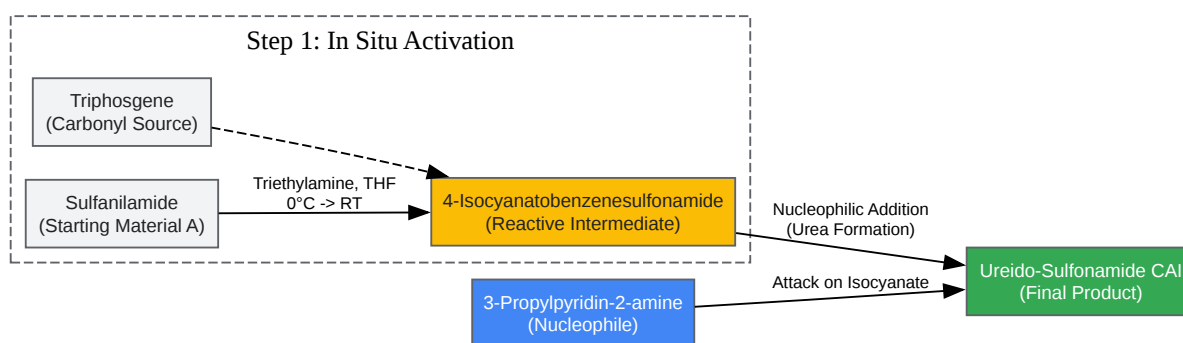 Step 1: In Situ Activation
Triphosgene
(Carbonyl Source)
Sulfanilamide
(Starting Material A)
Triethylamine, THF
0°C -> RT
4-Isocyanatobenzenesulfonamide
(Reactive Intermediate)
Nucleophilic Addition
(Urea Formation)
3-Propylpyridin-2-amine
(Nucleophile)
Attack on Isocyanate
Ureido-Sulfonamide CAI
(Final Product)